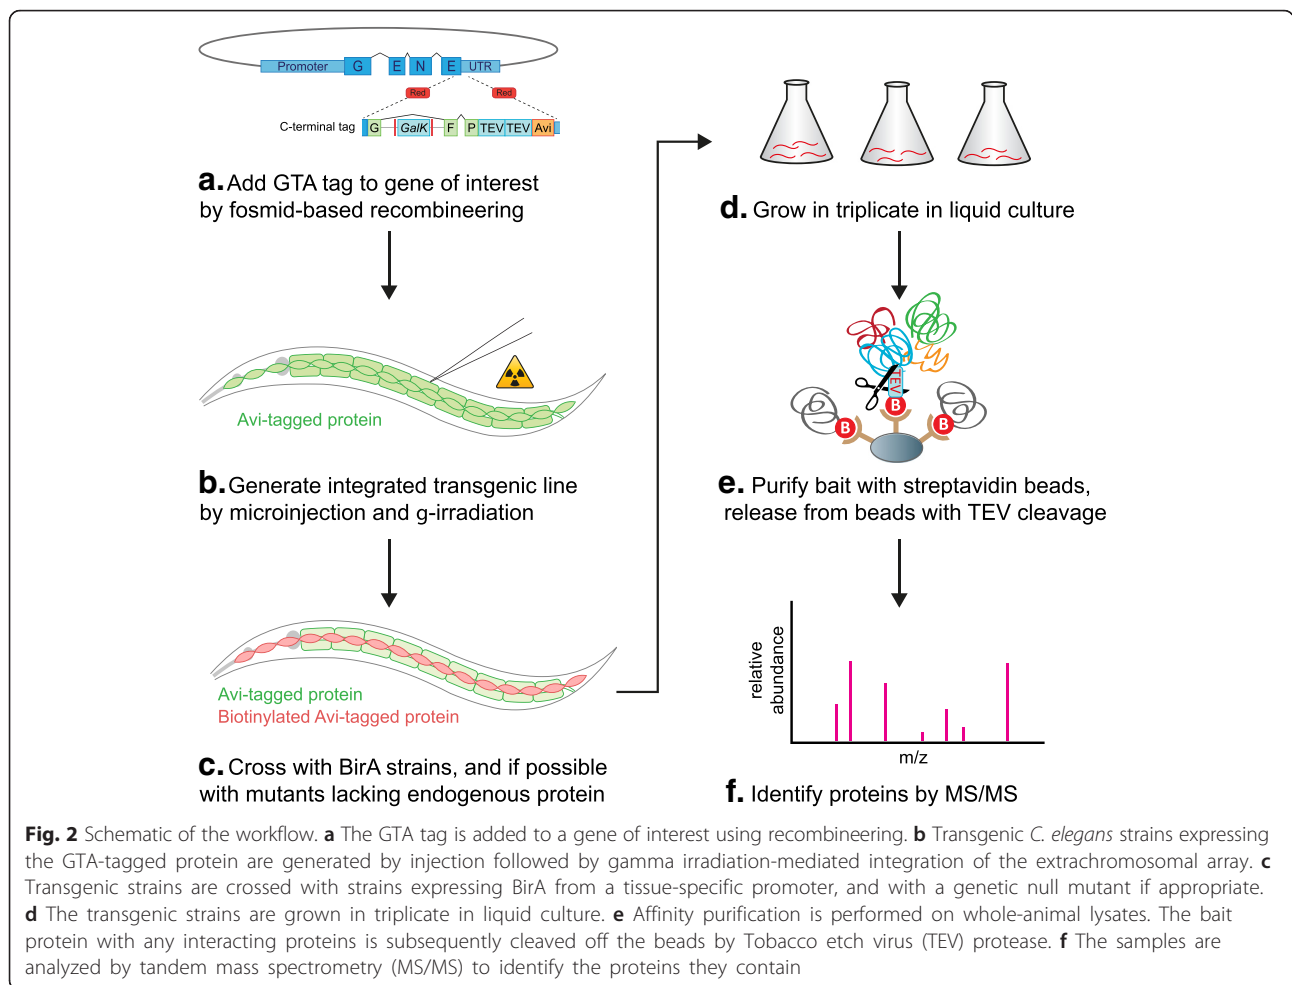 Promoter G E N E UTR
Red Red
C-terminal tag G GalK F P TEV TEV Avi
a. Add GTA tag to gene of interest
by fosmid-based recombineering
Avi-tagged protein
b. Generate integrated transgenic line
by microinjection and g-irradiation
Avi-tagged protein
Biotinylated Avi-tagged protein
c. Cross with BirA strains, and if possible
with mutants lacking endogenous protein
d. Grow in triplicate in liquid culture
TEV
B
B
B
e. Purify bait with streptavidin beads,
release from beads with TEV cleavage
relative
abundance
m/z
f. Identify proteins by MS/MS
Fig. 2 Schematic of the workflow. a The GTA tag is added to a gene of interest using recombineering. b Transgenic C. elegans strains expressing
the GTA-tagged protein are generated by injection followed by gamma irradiation-mediated integration of the extrachromosomal array. c
Transgenic strains are crossed with strains expressing BirA from a tissue-specific promoter, and with a genetic null mutant if appropriate.
d The transgenic strains are grown in triplicate in liquid culture. e Affinity purification is performed on whole-animal lysates. The bait
protein with any interacting proteins is subsequently cleaved off the beads by Tobacco etch virus (TEV) protease. f The samples are
analyzed by tandem mass spectrometry (MS/MS) to identify the proteins they contain